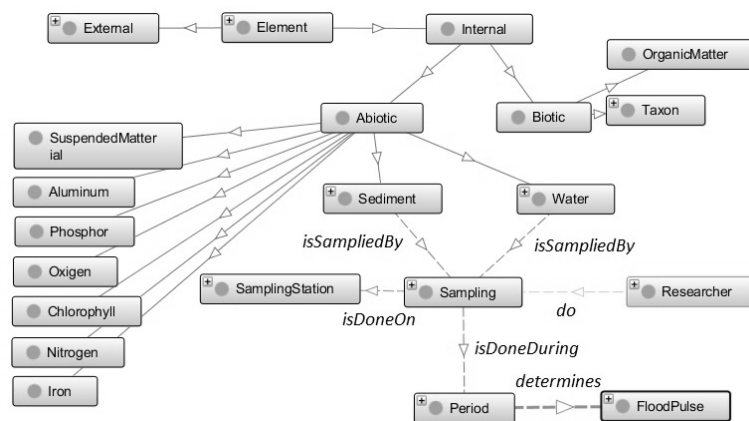 External
Element
Internal
OrganicMatter
Biotic
Taxon
Abiotic
SuspendedMatter
ial
Aluminum
Phosphor
Oxigen
Chlorophyll
Nitrogen
Iron
Sediment
Water
isSampliedBy
isSampliedBy
SamplingStation
Sampling
Researcher
isDoneOn
do
isDoneDuring
determines
Period
FloodPulse